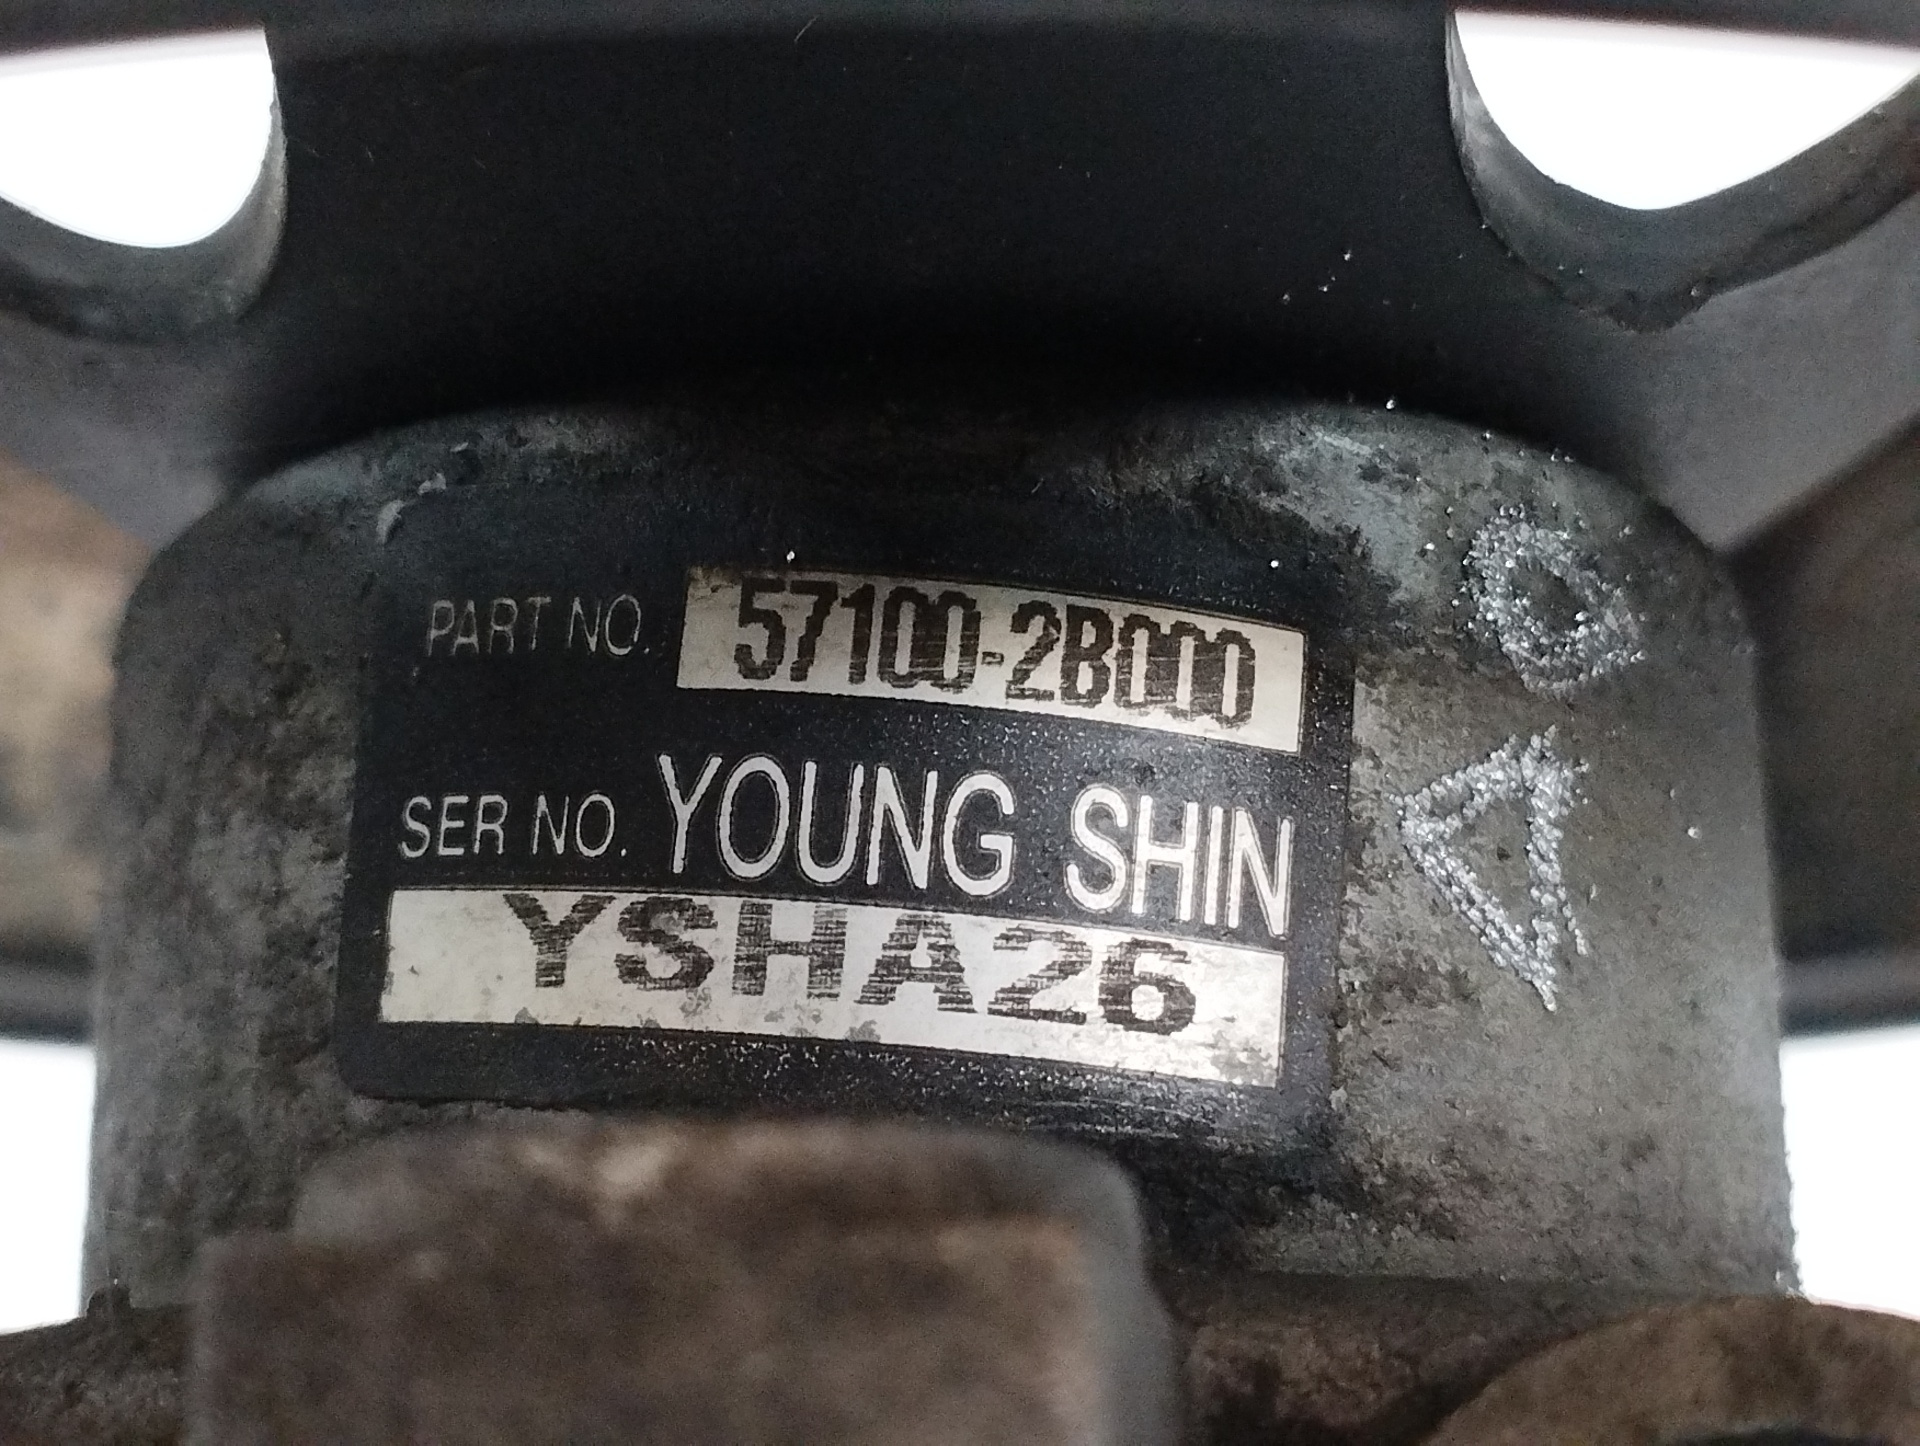 PART NO. 57100-2B000
SER NO. YOUNG SHIN
YSHA26